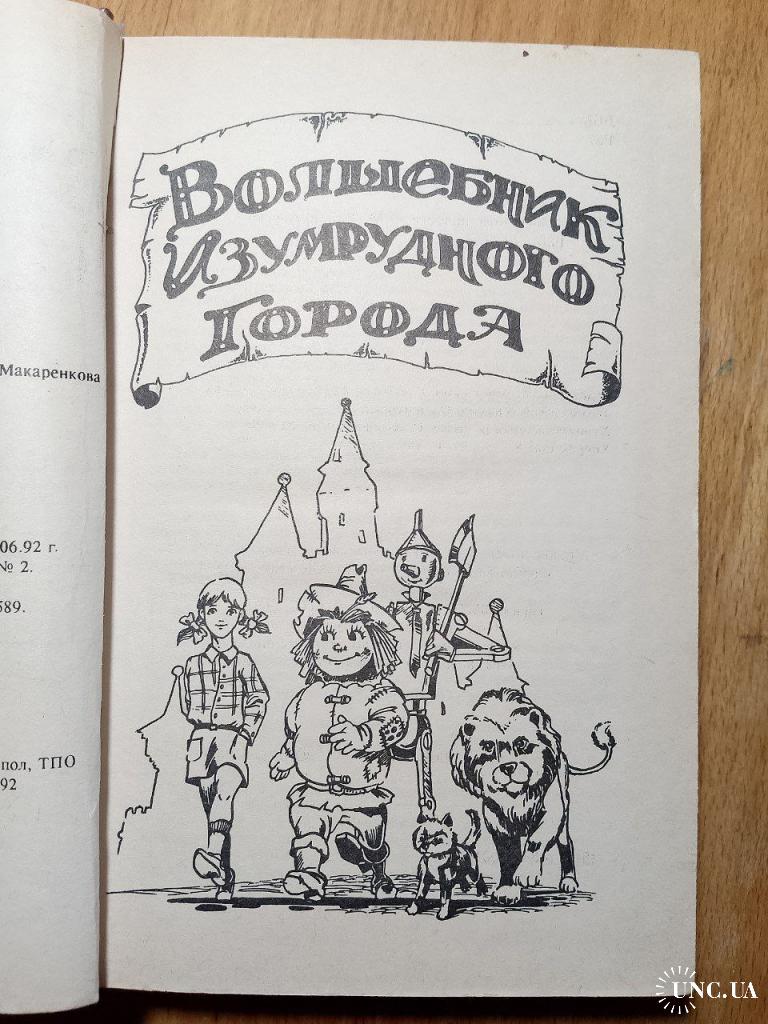 Волшебник
Изумрудного
Города
Макаренкова
06.92 г.
№ 2.
589.
пол, ТПО
92
UNC.UA